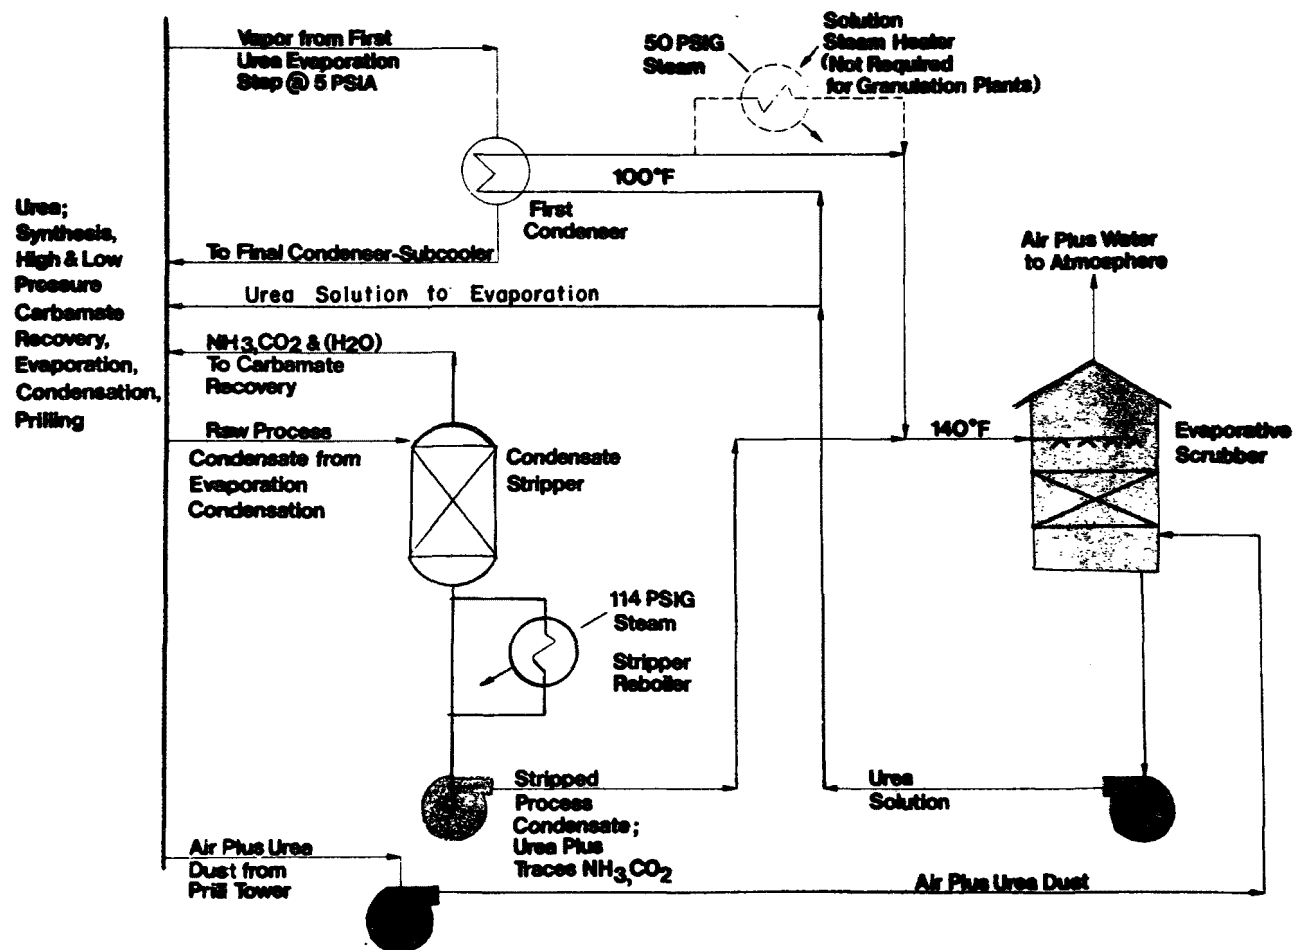 Vapor from First
Urea Evaporation
Step @ 5 PSIA
50 PSIG
Steam
Solution
Steam Heater
(Not Required
for Granulation Plants)
100°F
First
Condenser
Urea;
Synthesis,
High & Low
Pressure
Carbamate
Recovery,
Evaporation,
Condensation,
Prilling
To Final Condenser-Subcooler
Urea Solution to Evaporation
NH3,CO2 & (H2O)
To Carbamate
Recovery
Raw Process
Condensate from
Evaporation
Condensation
Condensate
Stripper
Air Plus Water
to Atmosphere
140°F
Evaporative
Scrubber
114 PSIG
Steam
Stripper
Reboiler
Stripped
Process
Condensate;
Urea Plus
Traces NH3,CO2
Urea
Solution
Air Plus Urea
Dust from
Prill Tower
Air Plus Urea Dust